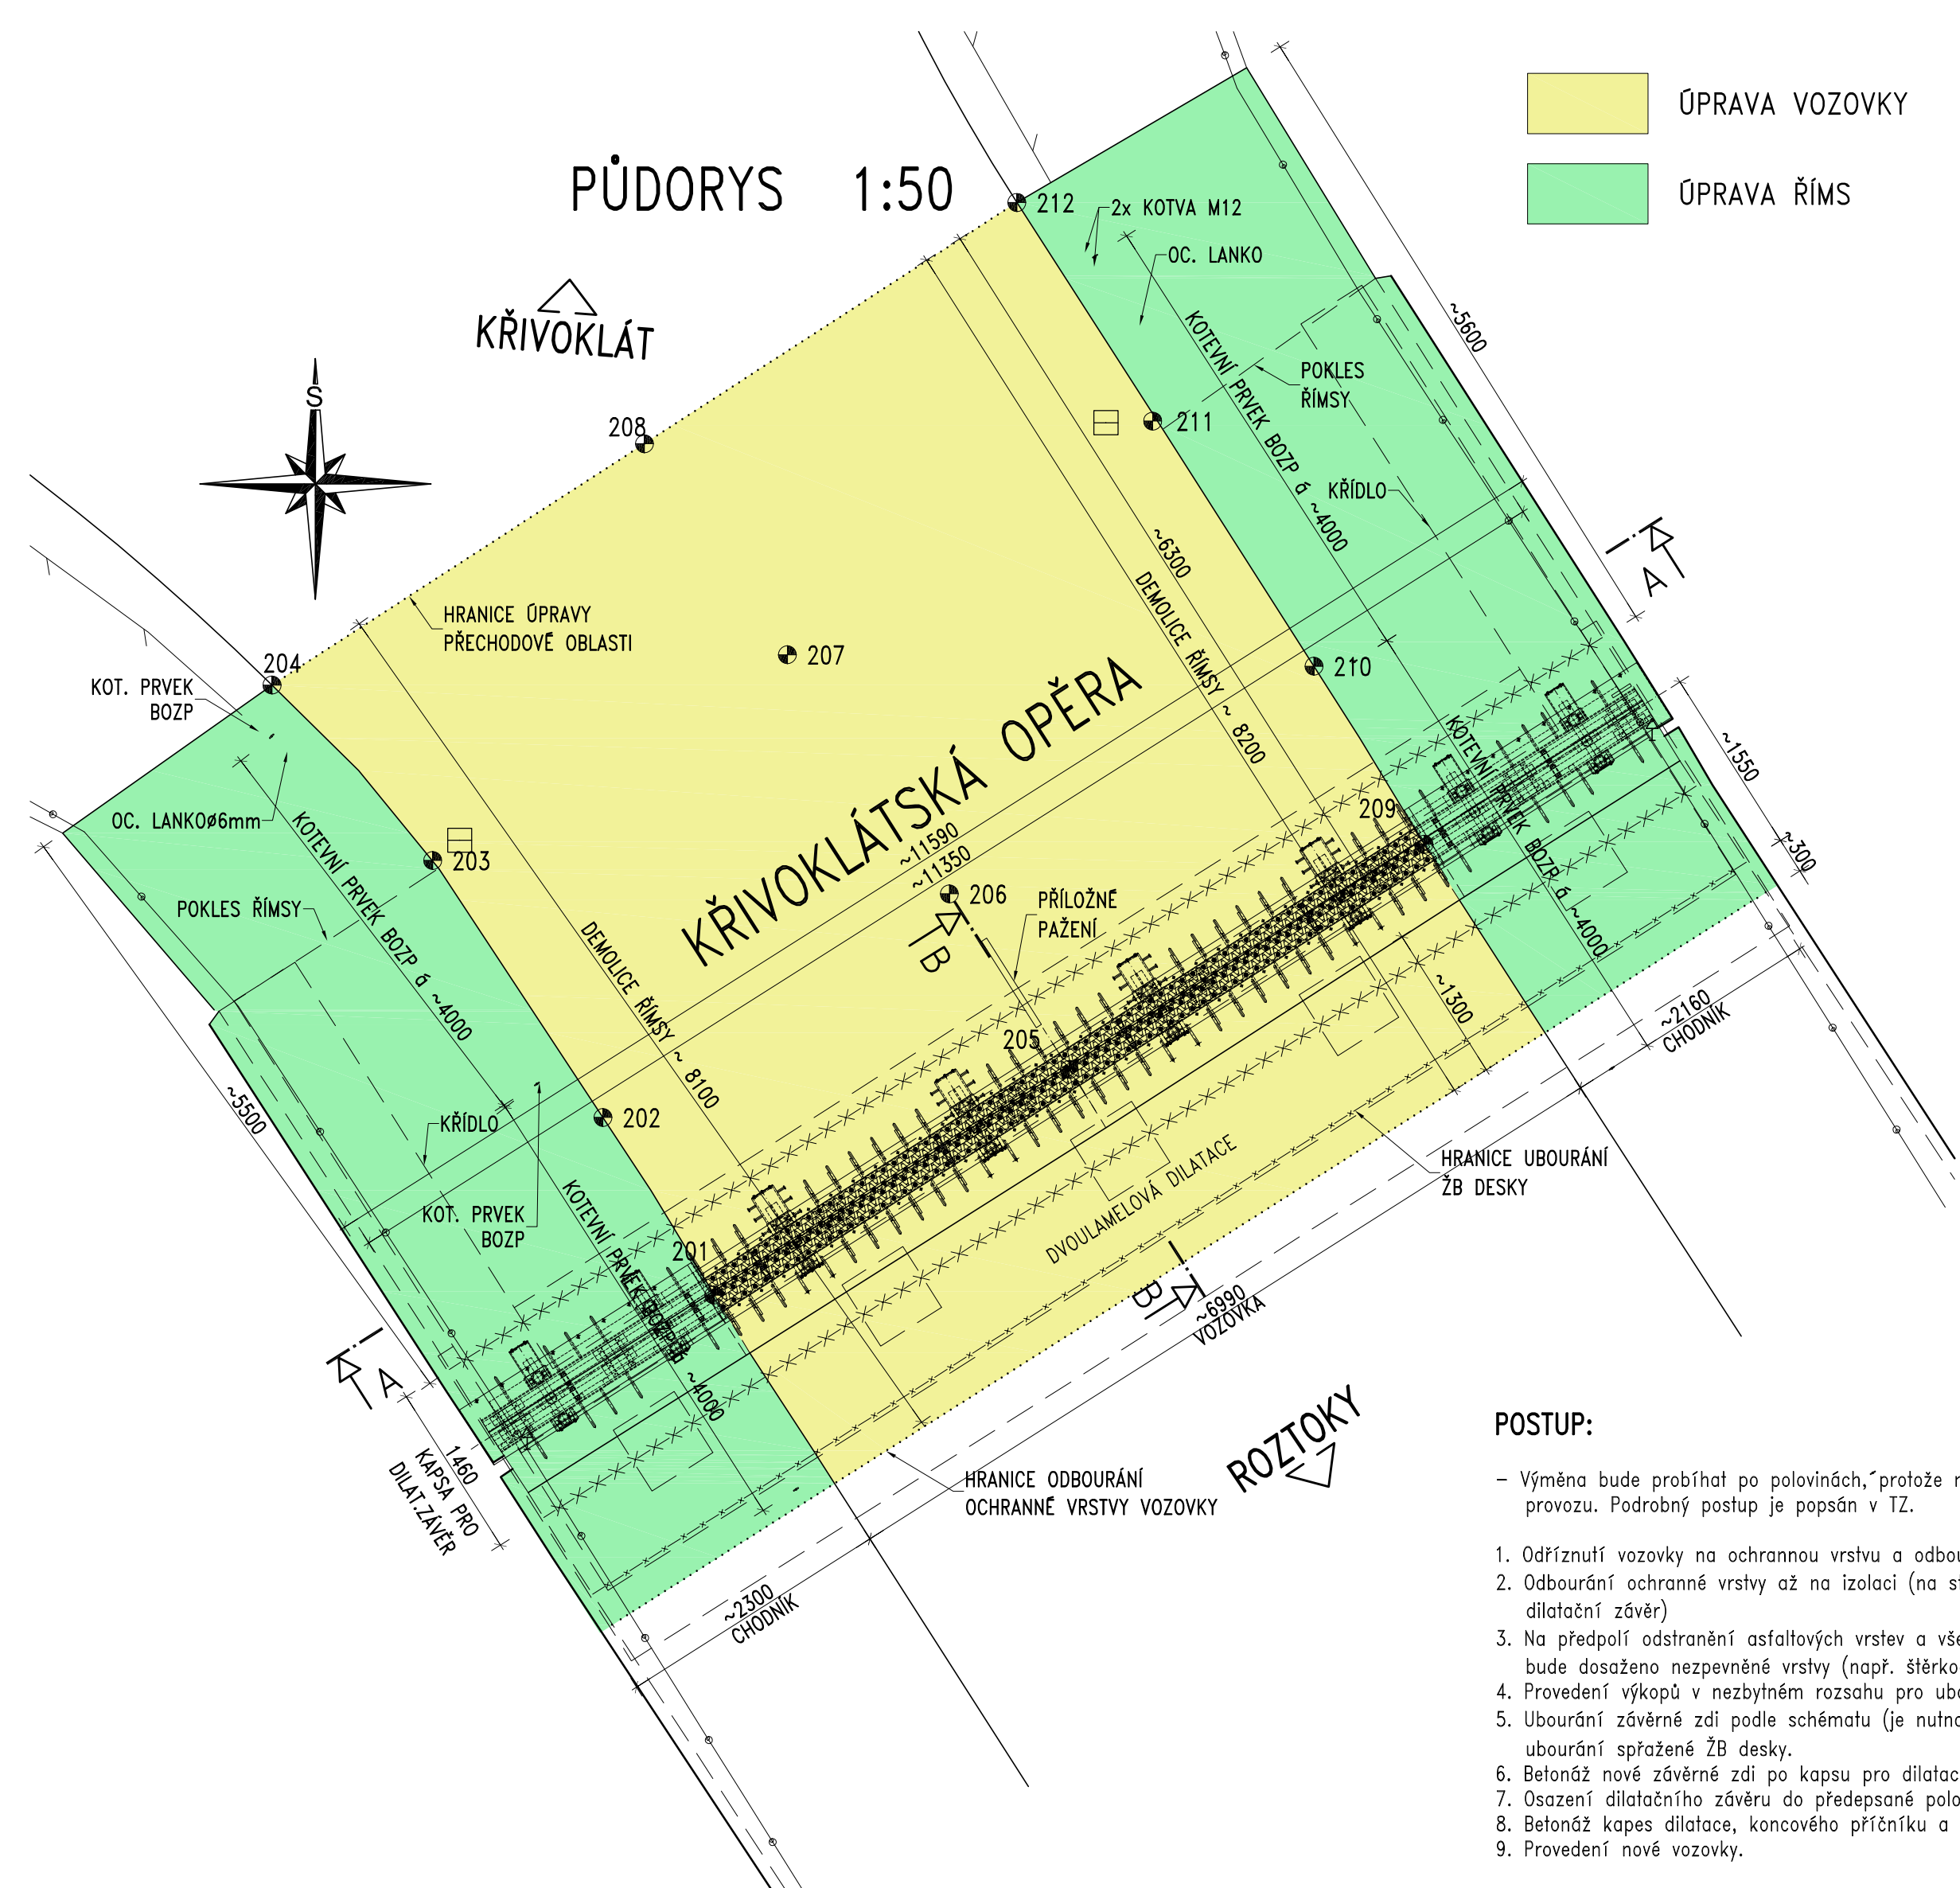 ÚPRAVA VOZOVKY
ÚPRAVA ŘÍMS
PŮDORYS 1:50
212
2x KOTVA M12
OC. LANKO
KŘIVOKLÁT
~5600
KOTEVNÍ PRVEK BOZP á ~4000
POKLES
ŘÍMSY
S
208
211
KŘÍDLO
~6300
DEMOLICE ŘÍMSY ~ 8200
A
HRANICE ÚPRAVY
PŘECHODOVÉ OBLASTI
207
210
204
KOT. PRVEK
BOZP
KŘIVOKLÁTSKÁ OPĚRA
KOTEVNÍ PRVEK BOZP á ~4000
~1550
OC. LANKOø6mm
KOTEVNÍ PRVEK BOZP á ~4000
203
209
~11590
~11350
~300
206
PŘÍLOŽNÉ
PAŽENÍ
POKLES ŘÍMSY
DEMOLICE ŘÍMSY ~ 8100
B
~1300
~2160
CHODNÍK
205
~5500
KŘÍDLO
202
DVOULAMELOVÁ DILATACE
HRANICE UBOURÁNÍ
ŽB DESKY
KOT. PRVEK
BOZP
KOTEVNÍ PRVEK BOZP á ~4000
201
B
~6990
VOZOVKA
A
ROZTOKY
1460
KAPSA PRO
DILAT.ZÁVĚR
HRANICE ODBOURÁNÍ
OCHRANNÉ VRSTVY VOZOVKY
~2300
CHODNÍK
POSTUP:
– Výměna bude probíhat po polovinách, protože
provozu. Podrobný postup je popsán v TZ.
1. Odříznutí vozovky na ochrannou vrstvu a
2. Odbourání ochranné vrstvy až na izolaci (na
dilatační závěr)
3. Na předpolí odstranění asfaltových vrstev a
bude dosaženo nezpevněné vrstvy (např.
4. Provedení výkopů v nezbytném rozsahu pro
5. Ubourání závěrné zdi podle schématu (je
ubourání spřažené ŽB desky.
6. Betonáž nové závěrné zdi po kapsu pro
7. Osazení dilatačního závěru do předepsané
8. Betonáž kapes dilatace, koncového příčníku a
9. Provedení nové vozovky.